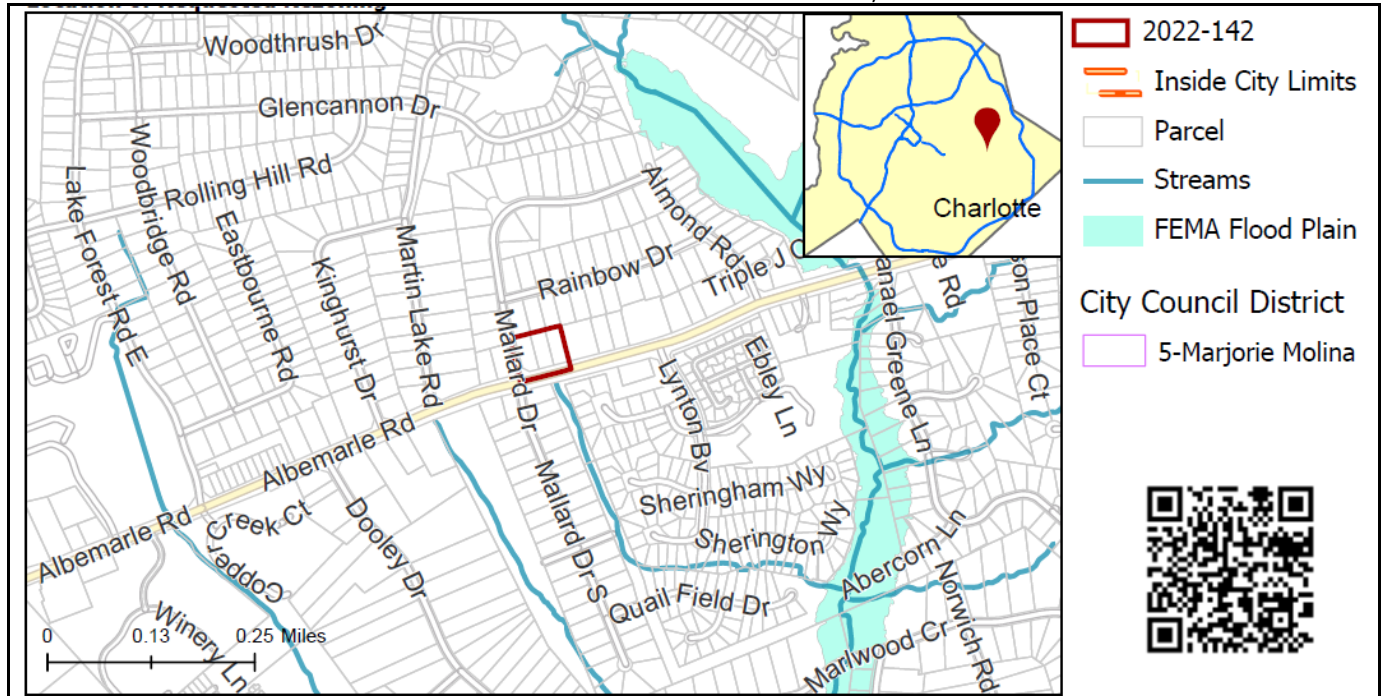 Woodthrush Dr
Glencannon Dr
Rolling Hill Rd
Woodbridge Rd
Lake Forest Rd E
Eastbourne Rd
Kinghurst Dr
Martin Lake Rd
Almond Rd
Rainbow Dr
Triple J
Mallard Dr
Albemarle Rd
Mallard Dr
Lynton Bv
Ebley Ln
Greene Ln
Rd
Place Ct
Sheringham Wy
Sherington Wy
Albemarle Rd
Copper Creek Ct
Dooley Dr
Mallard Dr S
Quail Field Dr
Abercorn Ln
Norwich Rd
Marlwood Cr
Winery Ln
0 0.13 0.25 Miles
Charlotte
2022-142
Inside City Limits
Parcel
Streams
FEMA Flood Plain
City Council District
5-Marjorie Molina